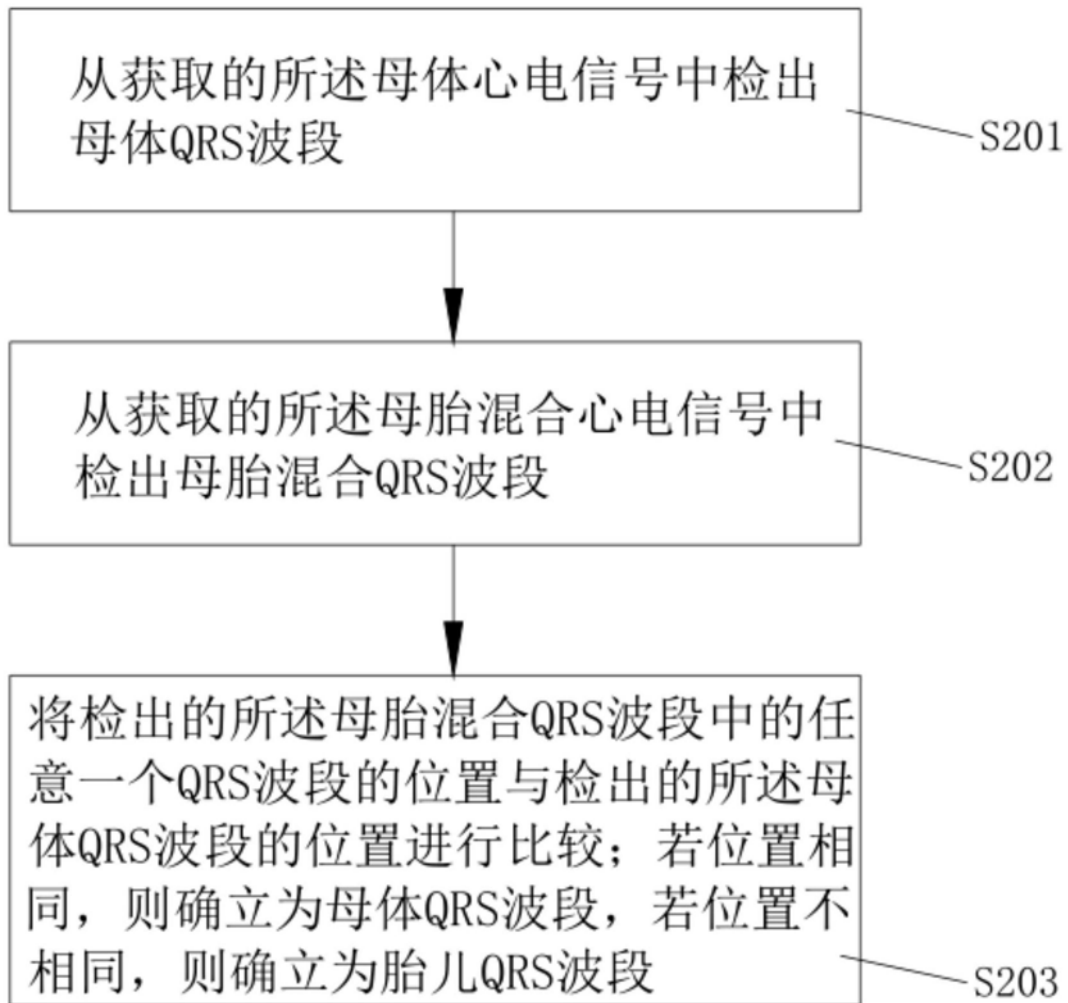 从获取的所述母体心电信号中检出
母体QRS波段
S201
从获取的所述母胎混合心电信号中
检出母胎混合QRS波段
S202
将检出的所述母胎混合QRS波段中的任
意一个QRS波段的位置与检出的所述母
体QRS波段的位置进行比较；若位置相
同，则确立为母体QRS波段，若位置不
相同，则确立为胎儿QRS波段
S203